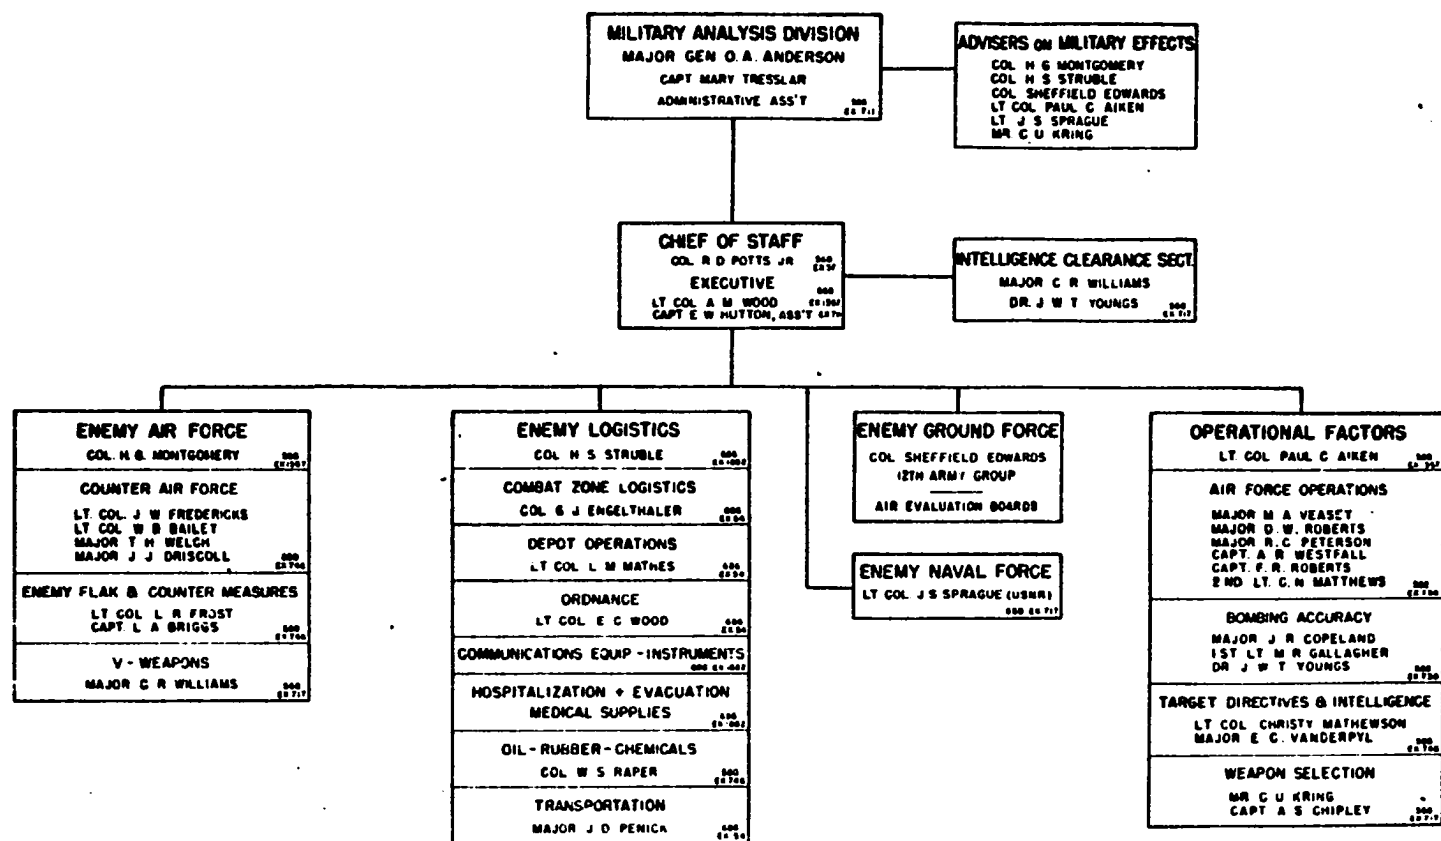 MILITARY ANALYSIS DIVISION
MAJOR GEN O. A. ANDERSON
CAPT MARY TRESSLAR
ADMINISTRATIVE ASS'T
ADVISERS ON MILITARY EFFECTS
COL H G MONTGOMERY
COL H S STRUBLE
COL SHEFFIELD EDWARDS
LT COL PAUL C AIKEN
LT J S SPRAGUE
MR C U KRING
CHIEF OF STAFF
COL R D POTTS JR
EXECUTIVE
LT COL A M WOOD
CAPT E W HUTTON, ASS'T
INTELLIGENCE CLEARANCE SECT.
MAJOR C R WILLIAMS
DR. J W T YOUNGS
ENEMY AIR FORCE
COL. H G. MONTGOMERY
COUNTER AIR FORCE
LT. COL. J W FREDERICKS
LT COL W B BAILEY
MAJOR T H WELCH
MAJOR J J DRISCOLL
ENEMY FLAK & COUNTER MEASURES
LT COL L R FROST
CAPT. L A BRIGGS
V - WEAPONS
MAJOR C R WILLIAMS
ENEMY LOGISTICS
COL H S STRUBLE
COMBAT ZONE LOGISTICS
COL G J ENGELTHALER
DEPOT OPERATIONS
LT COL L M MATHES
ORDNANCE
LT COL E C WOOD
COMMUNICATIONS EQUIP - INSTRUMENTS
HOSPITALIZATION + EVACUATION
MEDICAL SUPPLIES
OIL - RUBBER - CHEMICALS
COL W S RAPER
TRANSPORTATION
MAJOR J D PENICK
ENEMY GROUND FORCE
COL SHEFFIELD EDWARDS
12TH ARMY GROUP
AIR EVALUATION BOARDS
ENEMY NAVAL FORCE
LT COL. J S SPRAGUE (USNR)
OPERATIONAL FACTORS
LT. COL PAUL C AIKEN
AIR FORCE OPERATIONS
MAJOR M A VEASEY
MAJOR D. W. ROBERTS
MAJOR R. C PETERSON
CAPT. A R WESTFALL
CAPT. F. R. ROBERTS
2ND LT. C. N MATTHEWS
BOMBING ACCURACY
MAJOR J R COPELAND
1ST LT M R GALLAGHER
DR J W T YOUNGS
TARGET DIRECTIVES & INTELLIGENCE
LT COL CHRISTY MATHEWSON
MAJOR E C. VANDERPYL
WEAPON SELECTION
MR C U KRING
CAPT A S CHIPLEY